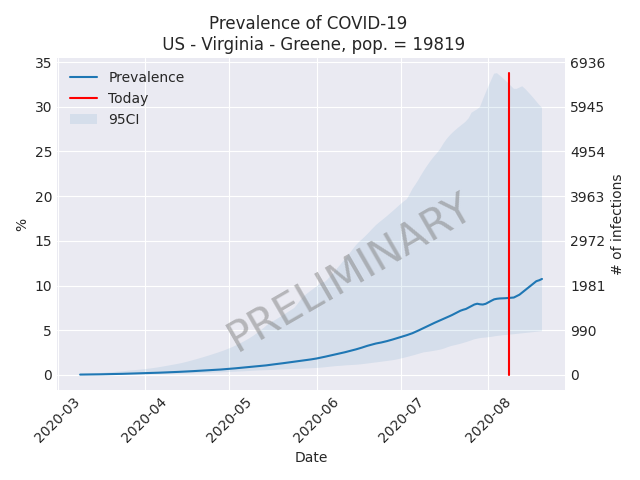 Prevalence of COVID-19
US - Virginia - Greene, pop. = 19819
Prevalence
Today
95CI
PRELIMINARY
35
30
25
20
15
10
5
0
%
6936
5945
4954
3963
2972
1981
990
0
# of infections
2020-03
2020-04
2020-05
2020-06
2020-07
2020-08
Date